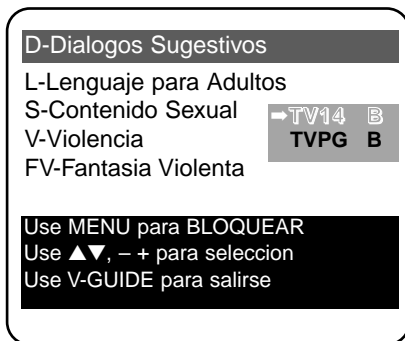 D-Dialogos Sugestivos
L-Lenguaje para Adultos
S-Contenido Sexual
➡TV14 B
V-Violencia
TVPG B
FV-Fantasia Violenta
Use MENU para BLOQUEAR
Use ▲▼, – + para seleccion
Use V-GUIDE para salirse